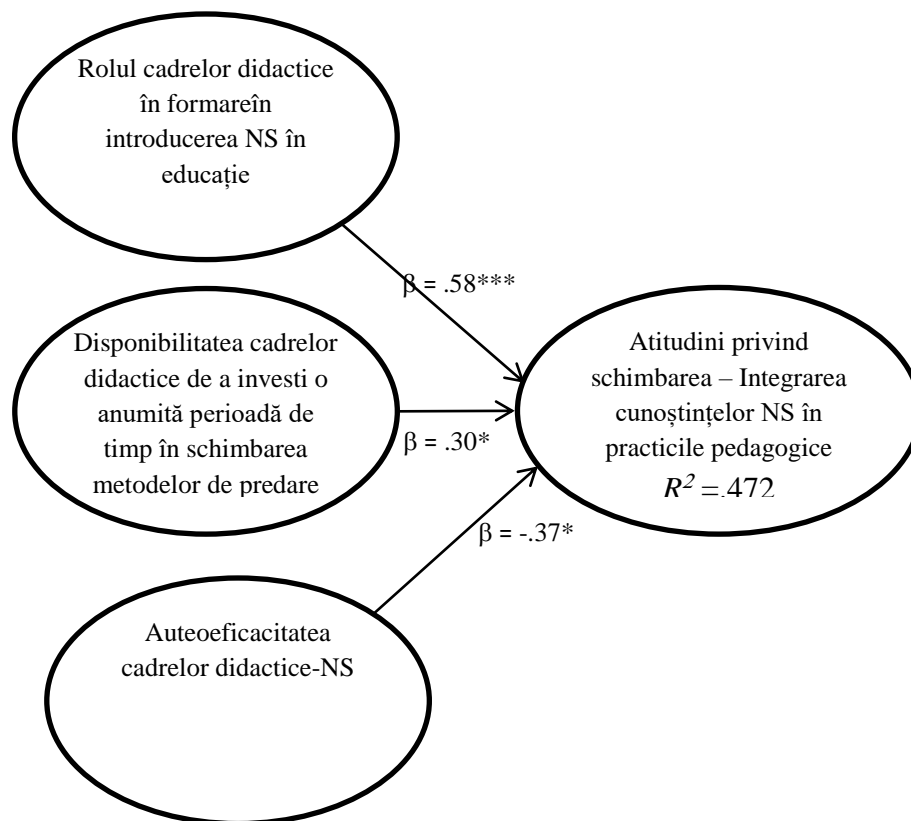 Rolul cadrelor didactice
în formareîn
introducerea NS în
educație
β = .58***
Disponibilitatea cadrelor
didactice de a investi o
anumită perioadă de
timp în schimbarea
metodelor de predare
β = .30*
Atitudini privind
schimbarea – Integrarea
cunoștințelor NS în
practicile pedagogice
R² =.472
β = -.37*
Auteoeficacitatea
cadrelor didactice-NS